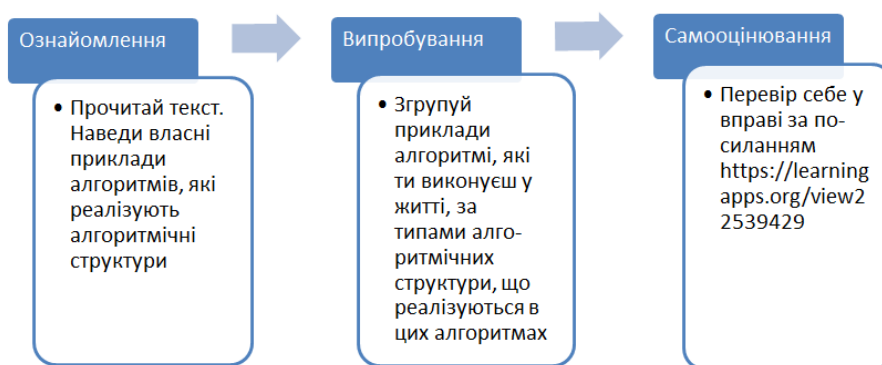 Ознайомлення
• Прочитай текст.
Наведи власні
приклади
алгоритмів, які
реалізують
алгоритмічні
структури
Випробування
• Згрупуй
приклади
алгоритмі, які
ти виконуєш у
житті, за
типами алго-
ритмічних
структури, що
реалізуються в
цих алгоритмах
Самооцінювання
• Перевір себе у
вправі за по-
силанням
https://learning
apps.org/view2
2539429